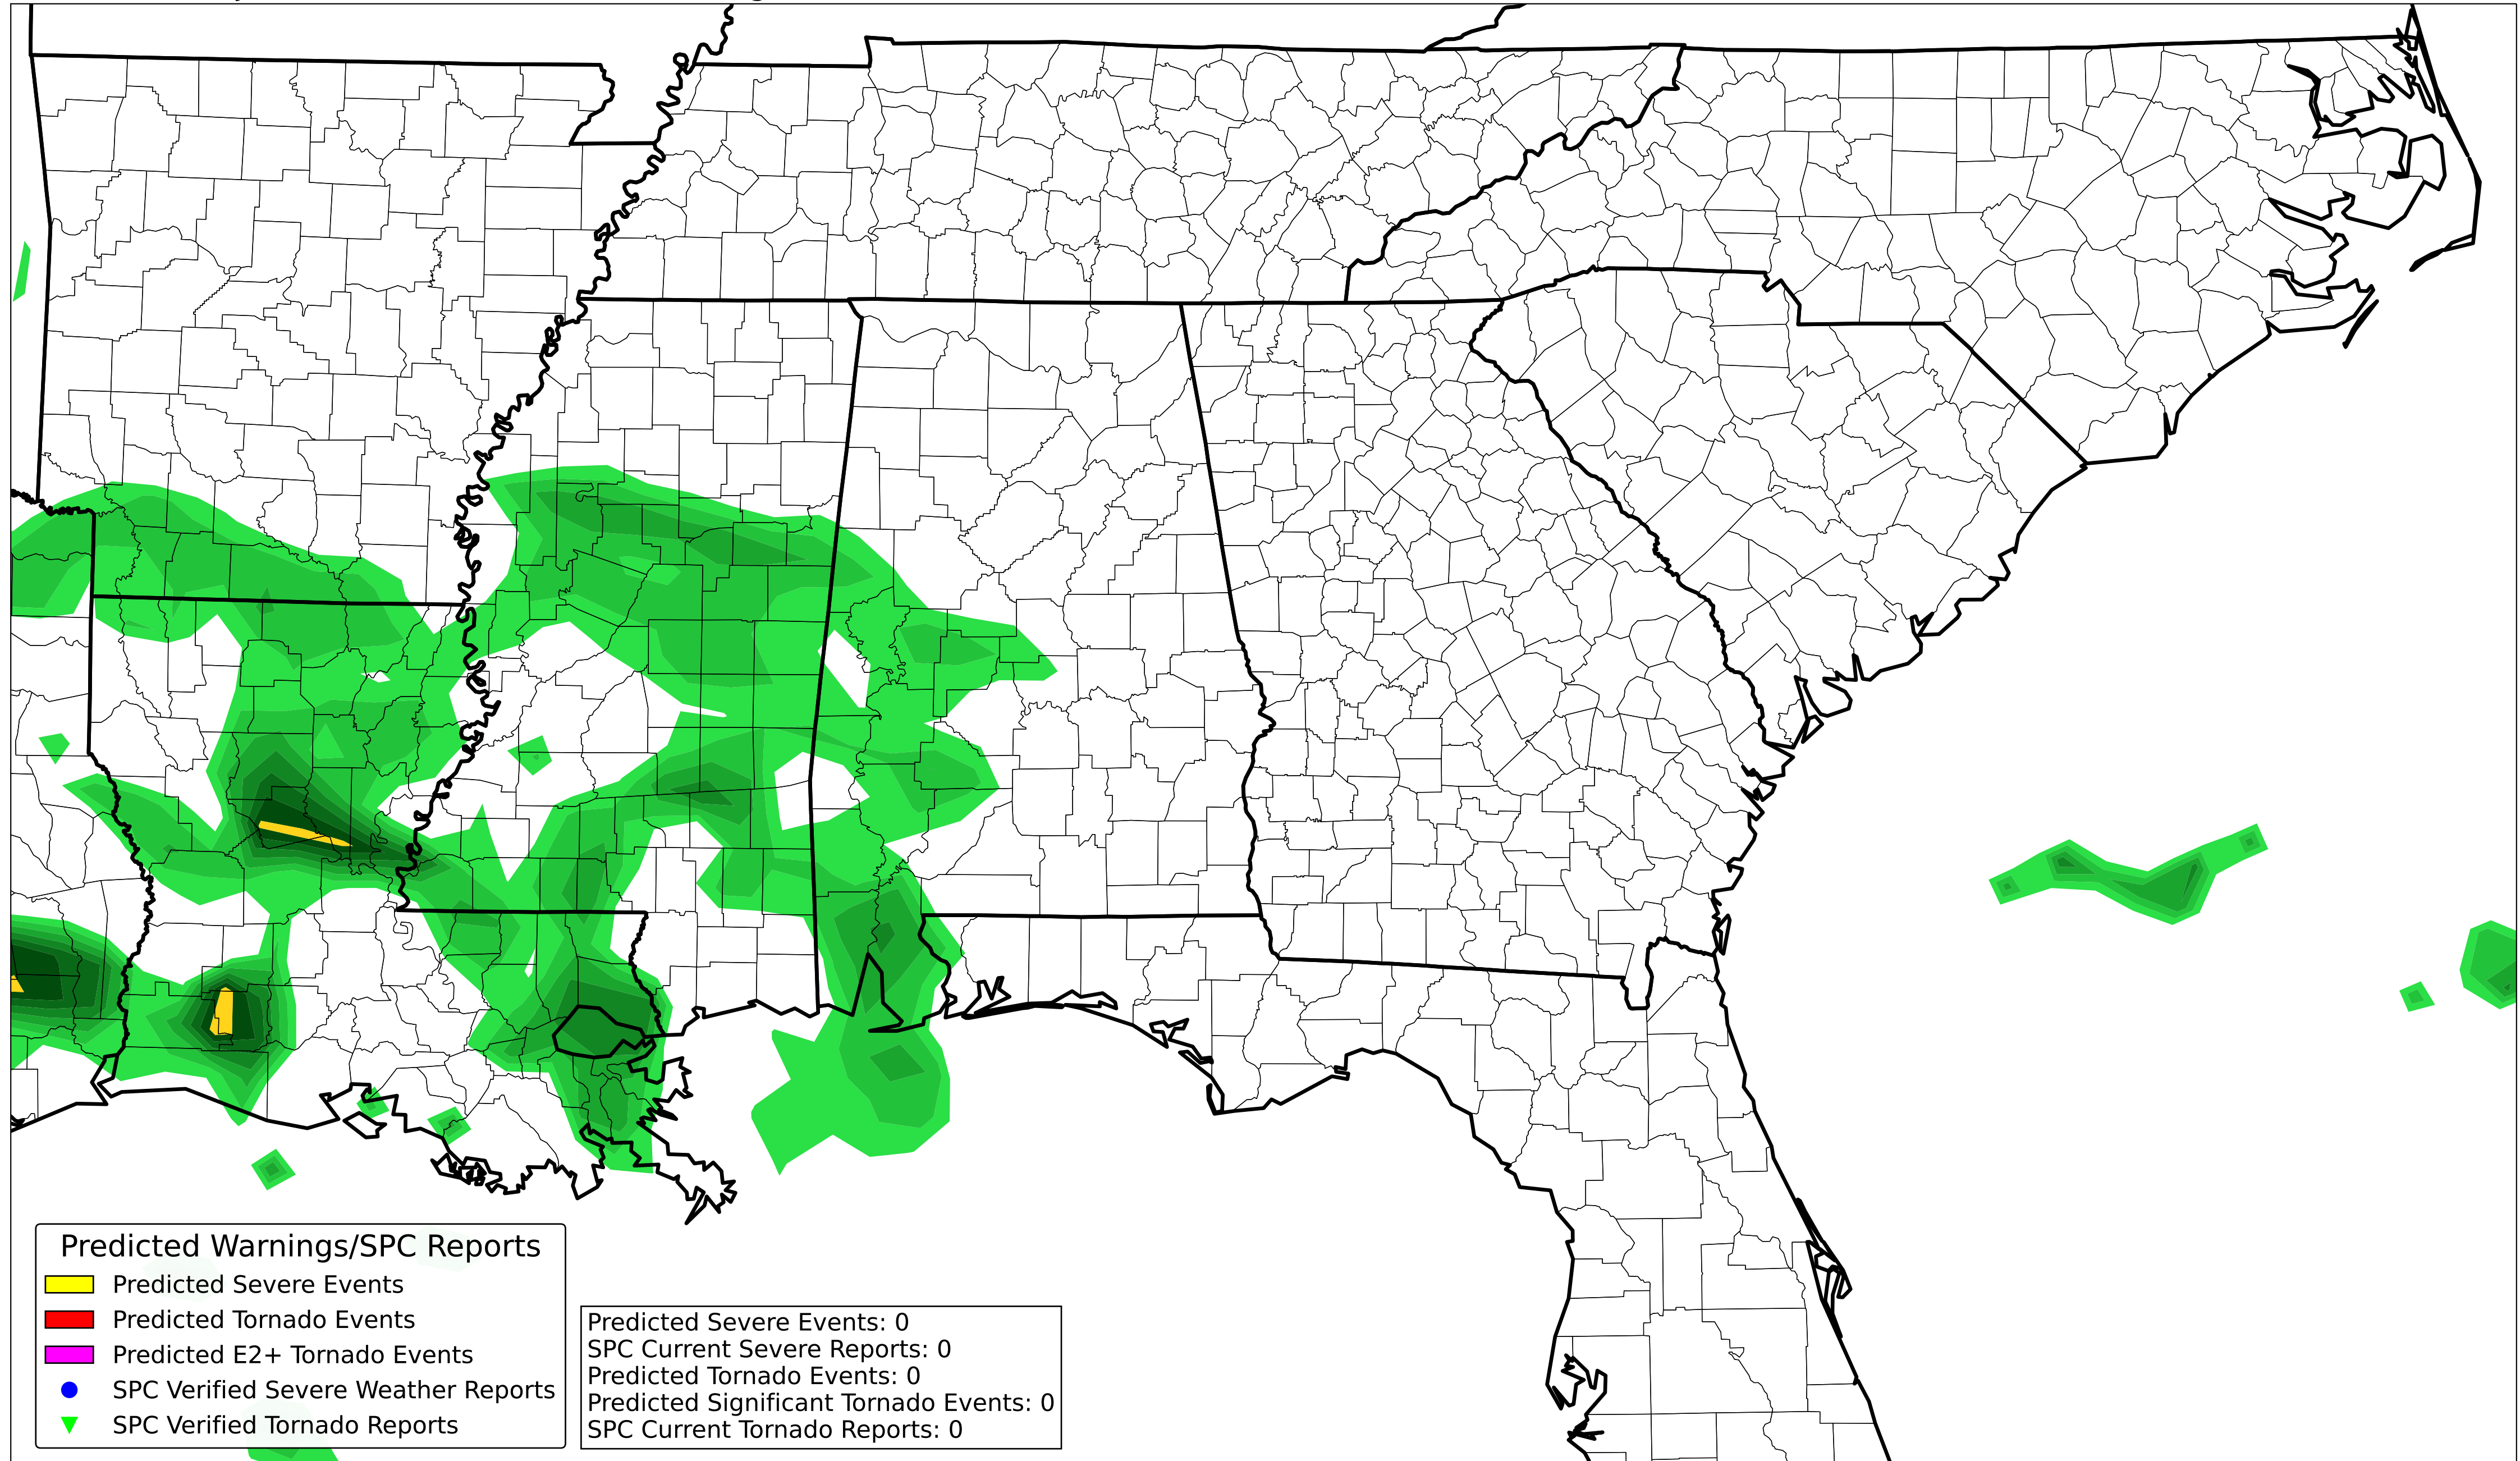 Predicted Warnings/SPC Reports
Predicted Severe Events
Predicted Tornado Events
Predicted E2+ Tornado Events
SPC Verified Severe Weather Reports
SPC Verified Tornado Reports
Predicted Severe Events: 0
SPC Current Severe Reports: 0
Predicted Tornado Events: 0
Predicted Significant Tornado Events: 0
SPC Current Tornado Reports: 0